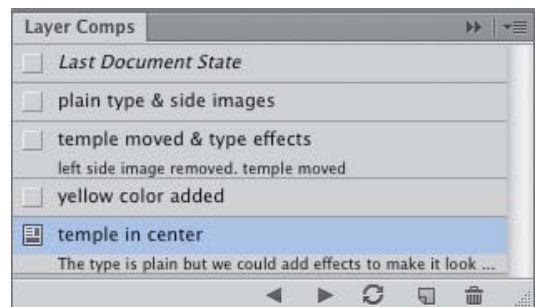 Layer Comps
Last Document State
plain type & side images
temple moved & type effects
left side image removed. temple moved
yellow color added
temple in center
The type is plain but we could add effects to make it look ...